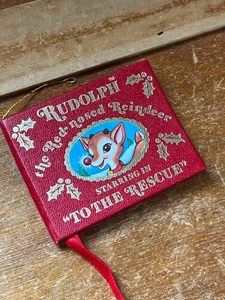 RUDOLPH
the Red-Nosed Reindeer
STARRING IN
"TO THE RESCUE"